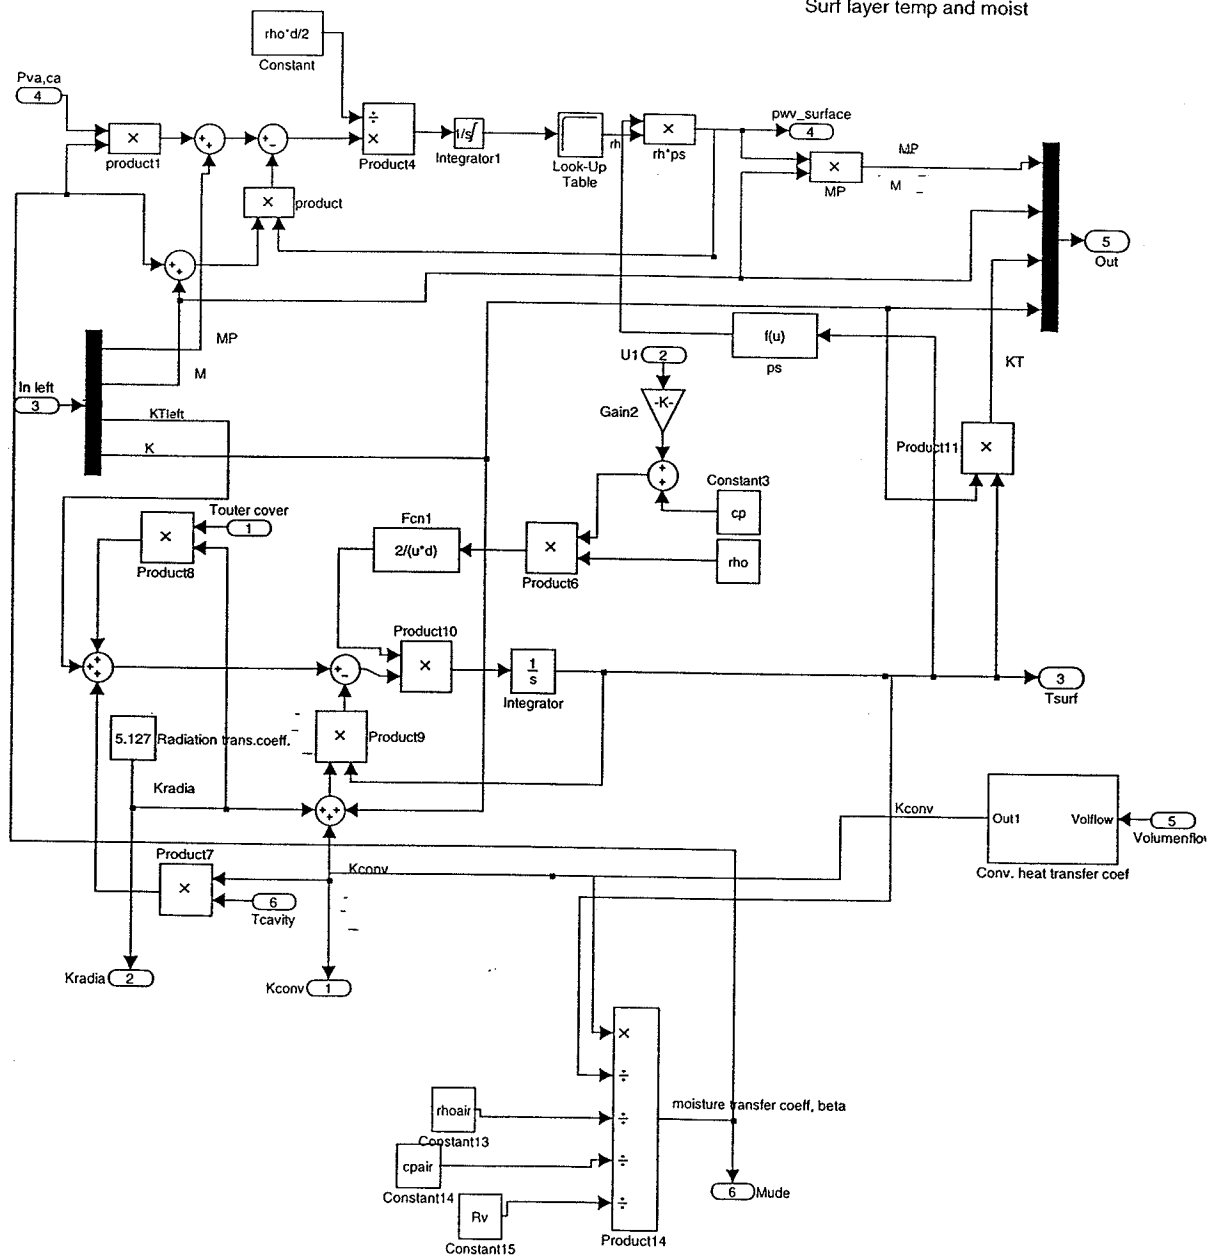 Surf layer temp and moist
rho*d/2
Constant
Pva,ca
4
×
product1
÷
×
Product4
1/s
Integrator1
Look-Up
Table
rh
×
rh*ps
pwv_surface
4
×
MP
MP
M
×
product
5
Out
MP
M
In left
3
KTleft
K
f(u)
ps
U1
2
-K-
Gain2
KT
Product11
×
Constant3
cp
rho
Touter cover
1
×
Product8
Fcn1
2/(u*d)
×
Product6
Product10
×
1
s
Integrator
3
Tsurf
5.127
Radiation trans.coeff.
×
Product9
Kradia
Kconv
Out1
Volflow
5
Volumenflo
Conv. heat transfer coef
Product7
×
Kconv
6
Tcavity
Kradia
2
Kconv
1
×
÷
÷
÷
÷
rhoair
Constant13
cpair
Constant14
Rv
Constant15
Product14
moisture transfer coeff, beta
6
Mude